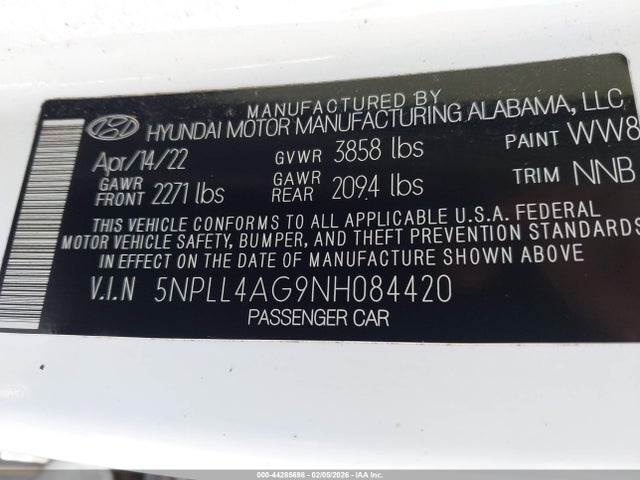 MANUFACTURED BY
HYUNDAI MOTOR MANUFACTURING ALABAMA, LLC
Apr/14/22 GVWR 3858 lbs PAINT WW8
GAWR FRONT 2271 lbs GAWR REAR 2094 lbs TRIM NNB
THIS VEHICLE CONFORMS TO ALL APPLICABLE U.S.A. FEDERAL
MOTOR VEHICLE SAFETY, BUMPER, AND THEFT PREVENTION STANDARDS
IN EFFECT ON THE DATE OF MANUFACTURE SHOWN ABOVE.
V.I.N 5NPLL4AG9NH084420
PASSENGER CAR
000-44285698 - 02/05/2026 - IAA Inc.